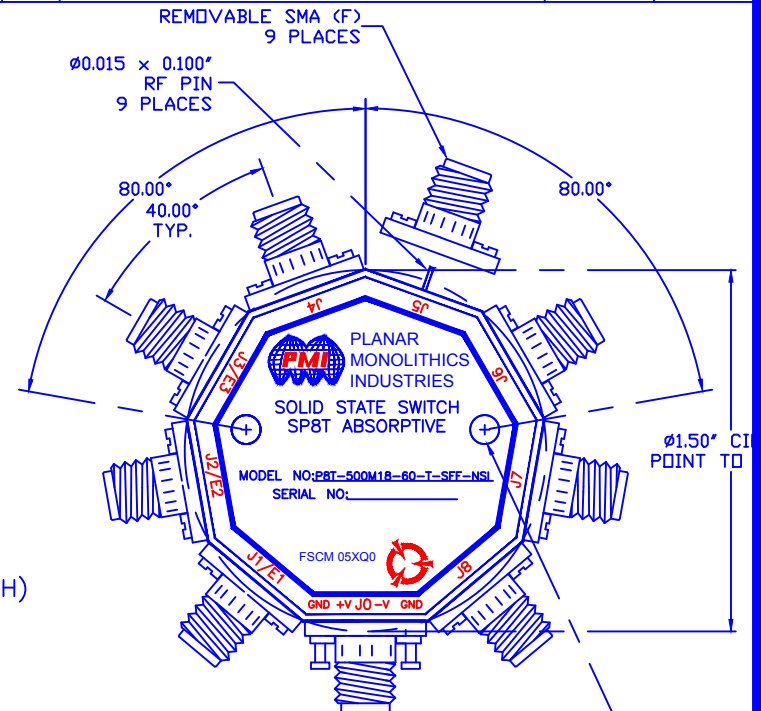 REMOVABLE SMA (F)
9 PLACES
Ø0.015 x 0.100"
RF PIN
9 PLACES
80.00°
80.00°
40.00°
TYP.
J4
J5
J3/E3
J6
PMI
PLANAR
MONOLITHICS
INDUSTRIES
SOLID STATE SWITCH
SP8T ABSORPTIVE
Ø1.50" CI
POINT TO
J2/E2
J7
MODEL NO:P8T-500M18-60-T-SFF-NSI
SERIAL NO:
J1/E1
FSCM 05XQ0
J8
H)
GND +V J0 -V GND